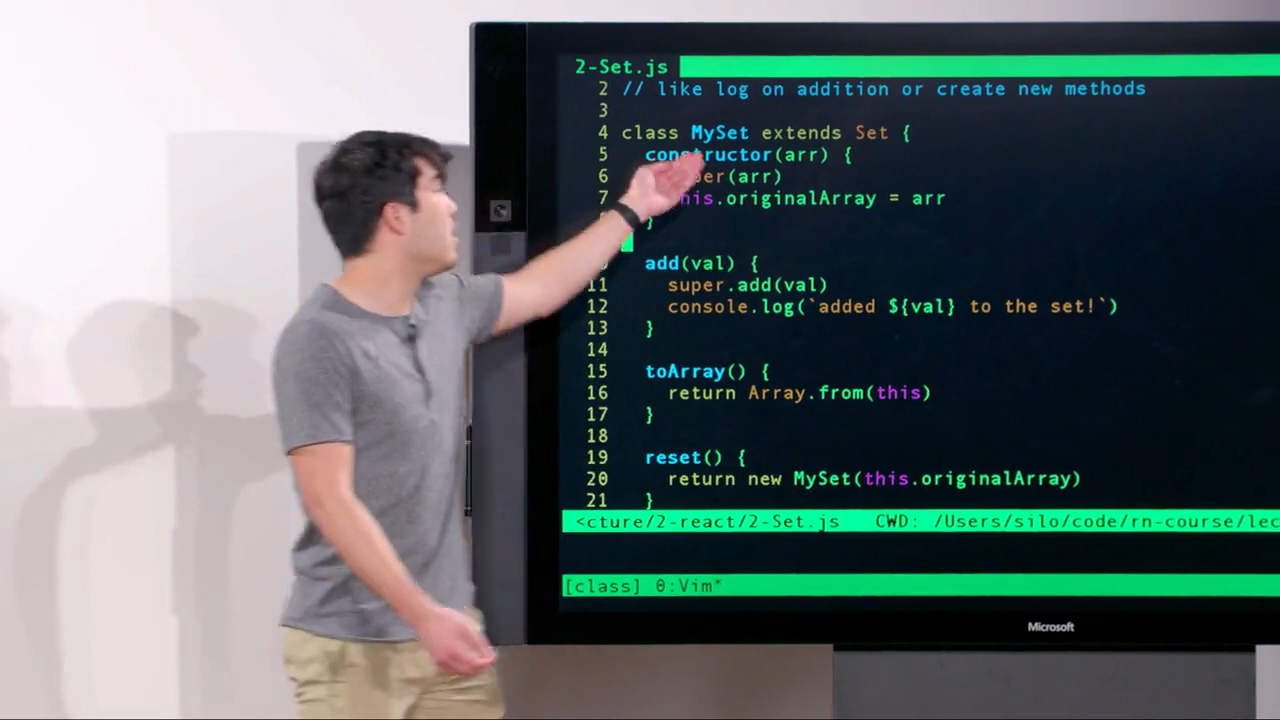 2-Set.js
2 // like log on addition or create new methods
3
4 class MySet extends Set {
5 constructor(arr) {
6 per(arr)
7 his.originalArray = arr
}
add(val) {
11 super.add(val)
12 console.log(`added ${val} to the set!`)
13 }
14
15 toArray() {
16 return Array.from(this)
17 }
18
19 reset() {
20 return new MySet(this.originalArray)
21 }
<cture/2-react/2-Set.js CWD: /Users/silo/code/rn-course/lec
[class] 0:Vim*
Microsoft